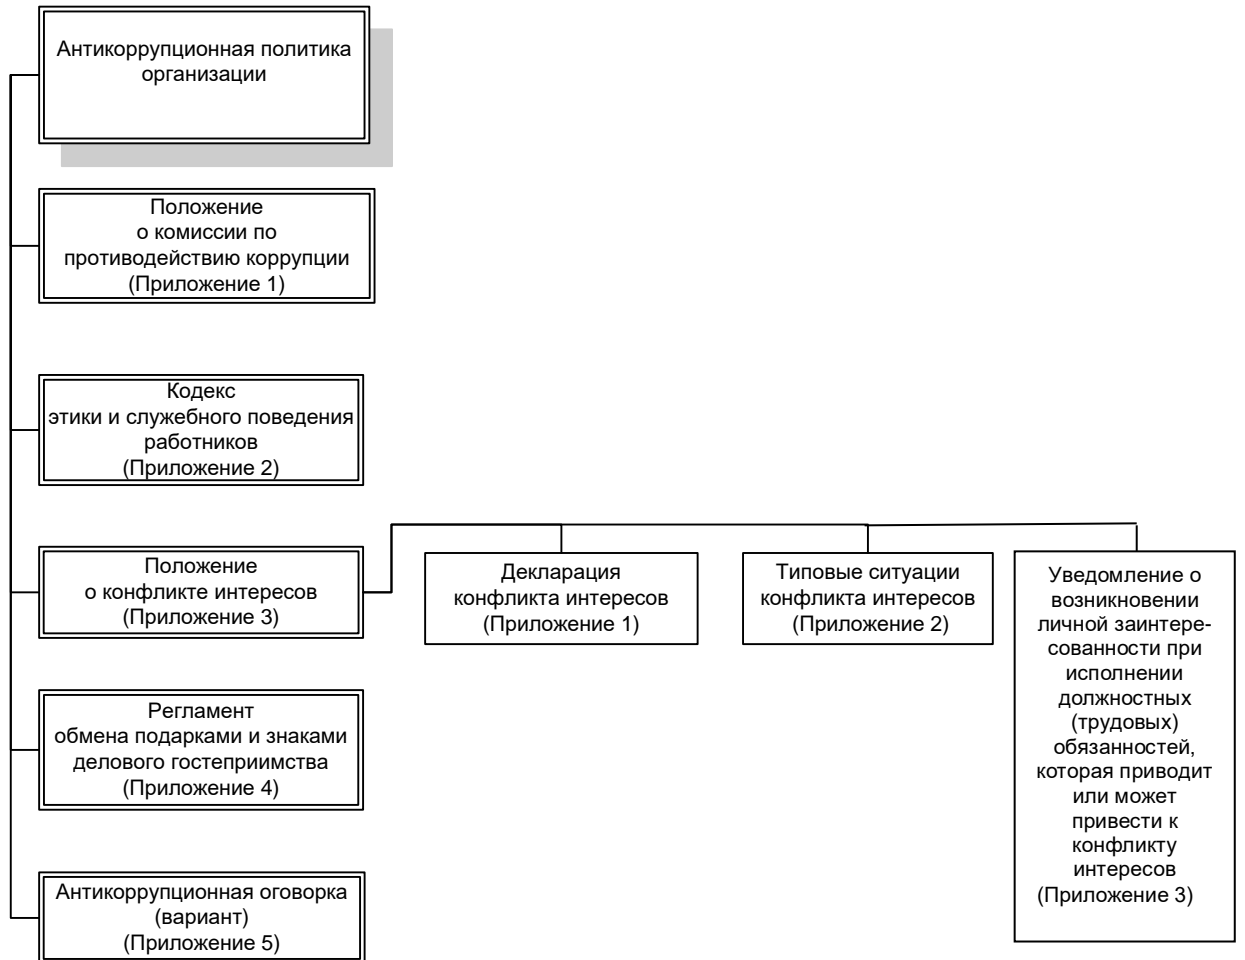 Антикоррупционная политика
организации
Положение
о комиссии по
противодействию коррупции
(Приложение 1)
Кодекс
этики и служебного поведения
работников
(Приложение 2)
Положение
о конфликте интересов
(Приложение 3)
Декларация
конфликта интересов
(Приложение 1)
Типовые ситуации
конфликта интересов
(Приложение 2)
Уведомление о
возникновении
личной заинтере-
сованности при
исполнении
должностных
(трудовых)
обязанностей,
которая приводит
или может
привести к
конфликту
интересов
(Приложение 3)
Регламент
обмена подарками и знаками
делового гостеприимства
(Приложение 4)
Антикоррупционная оговорка
(вариант)
(Приложение 5)